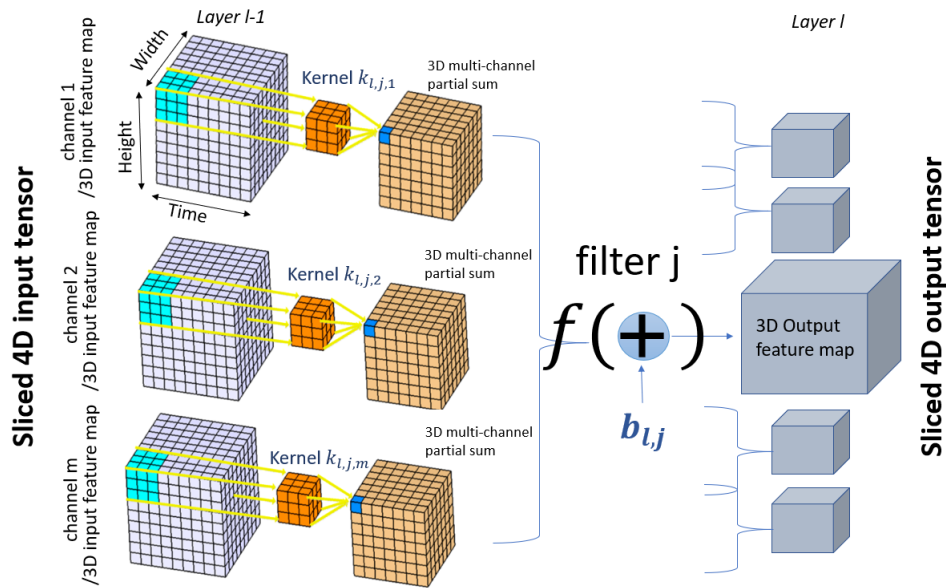 Layer l-1
Layer l
Sliced 4D input tensor
channel 1
/3D input feature map
Width
Height
Time
Kernel k_{l,j,1}
3D multi-channel
partial sum
channel 2
/3D input feature map
Kernel k_{l,j,2}
3D multi-channel
partial sum
channel m
/3D input feature map
Kernel k_{l,j,m}
3D multi-channel
partial sum
filter j
f(+)
b_{l,j}
3D Output
feature map
Sliced 4D output tensor